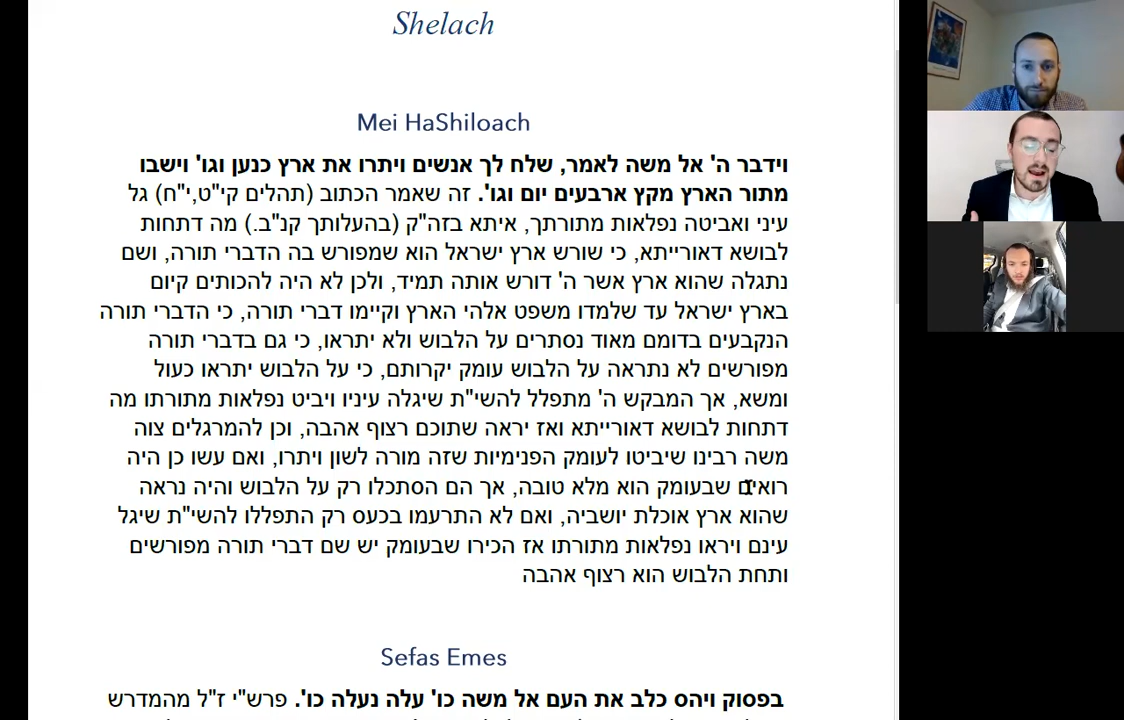 Shelach
Mei HaShiloach
וידבר ה' אל משה לאמר, שלח לך אנשים ויתרו את ארץ כנען וגו' וישבו
מתור הארץ מקץ ארבעים יום וגו'. זה שאמר הכתוב (תהלים קי"ט,י"ח) גל
עיני ואביטה נפלאות מתורתך, איתא בזה"ק (בהעלותך קנ"ב.) מה דתחות
לבושא דאורייתא, כי שורש ארץ ישראל הוא שמפורש בה הדברי תורה, ושם
נתגלה שהוא ארץ אשר ה' דורש אותה תמיד, ולכן לא היה להכותים קיום
בארץ ישראל עד שלמדו משפט אלהי הארץ וקיימו דברי תורה, כי הדברי תורה
הנקבעים בדומם מאוד נסתרים על הלבוש ולא יתראו, כי גם בדברי תורה
מפורשים לא נתראה על הלבוש עומק יקרותם, כי על הלבוש יתראו כעול
ומשא, אך המבקש ה' מתפלל להשי"ת שיגלה עיניו ויביט נפלאות מתורתו מה
דתחות לבושא דאורייתא ואז יראה שתוכם רצוף אהבה, וכן להמרגלים צוה
משה רבינו שיביטו לעומק הפנימיות שזה מורה לשון ויתרו, ואם עשו כן היה
רואים שבעומק הוא מלא טובה, אך הם הסתכלו רק על הלבוש והיה נראה
שהוא ארץ אוכלת יושביה, ואם לא התרעמו בכעס רק התפללו להשי"ת שיגל
עינם ויראו נפלאות מתורתו אז הכירו שבעומק יש שם דברי תורה מפורשים
ותחת הלבוש הוא רצוף אהבה
Sefas Emes
בפסוק ויהס כלב את העם אל משה כו' עלה נעלה כו'. פרש"י ז"ל מהמדרש